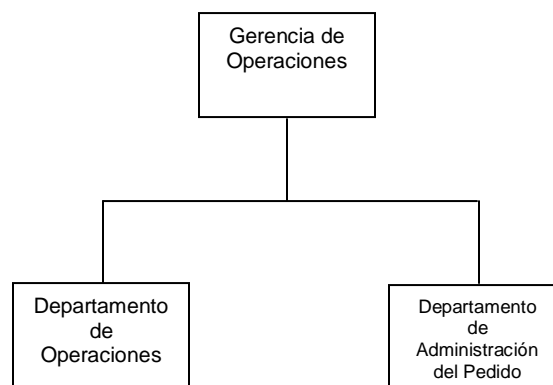 Gerencia de
Operaciones
Departamento
de
Operaciones
Departamento
de
Administración
del Pedido